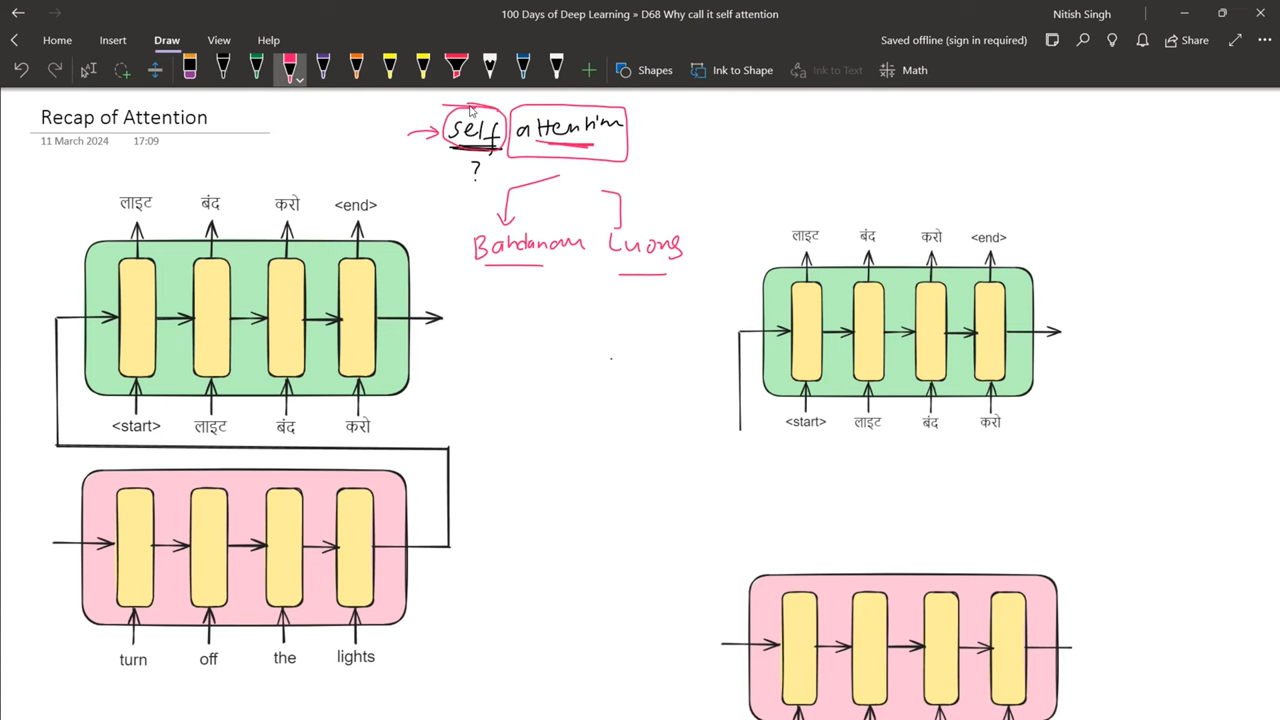 100 Days of Deep Learning » D68 Why call it self attention
Nitish Singh
Home Insert Draw View Help
Saved offline (sign in required)
Share
Shapes
Ink to Shape
Ink to Text
Math
Recap of Attention
11 March 2024 17:09
self attention
?
Bahdanau Luong
लाइट बंद करो <end>
<start> लाइट बंद करो
turn off the lights
लाइट बंद करो <end>
<start> लाइट बंद करो